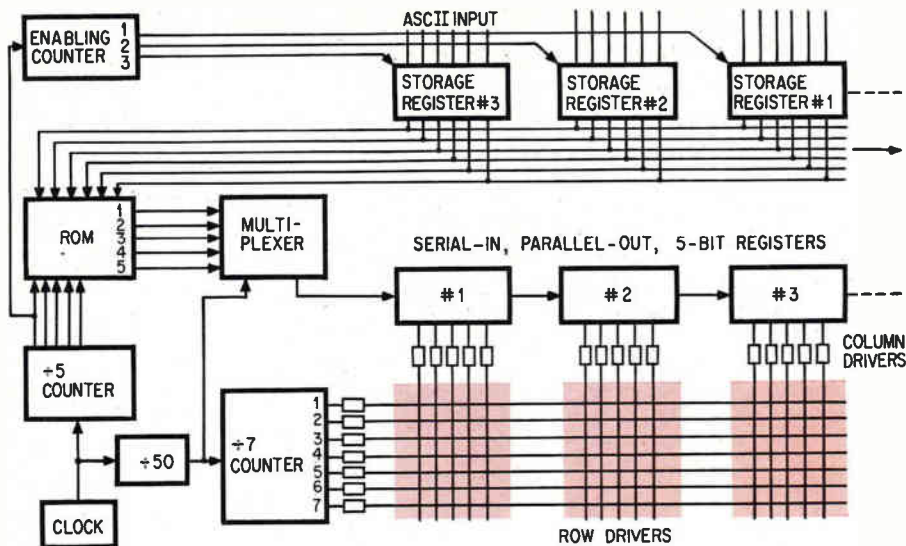 ENABLING
COUNTER
1
2
3
ASCII INPUT
STORAGE
REGISTER #3
STORAGE
REGISTER #2
STORAGE
REGISTER #1
ROM
1
2
3
4
5
MULTI-
PLEXER
SERIAL-IN, PARALLEL-OUT, 5-BIT REGISTERS
#1
#2
#3
COLUMN
DRIVERS
÷5
COUNTER
÷50
÷7
COUNTER
1
2
3
4
5
6
7
CLOCK
ROW DRIVERS